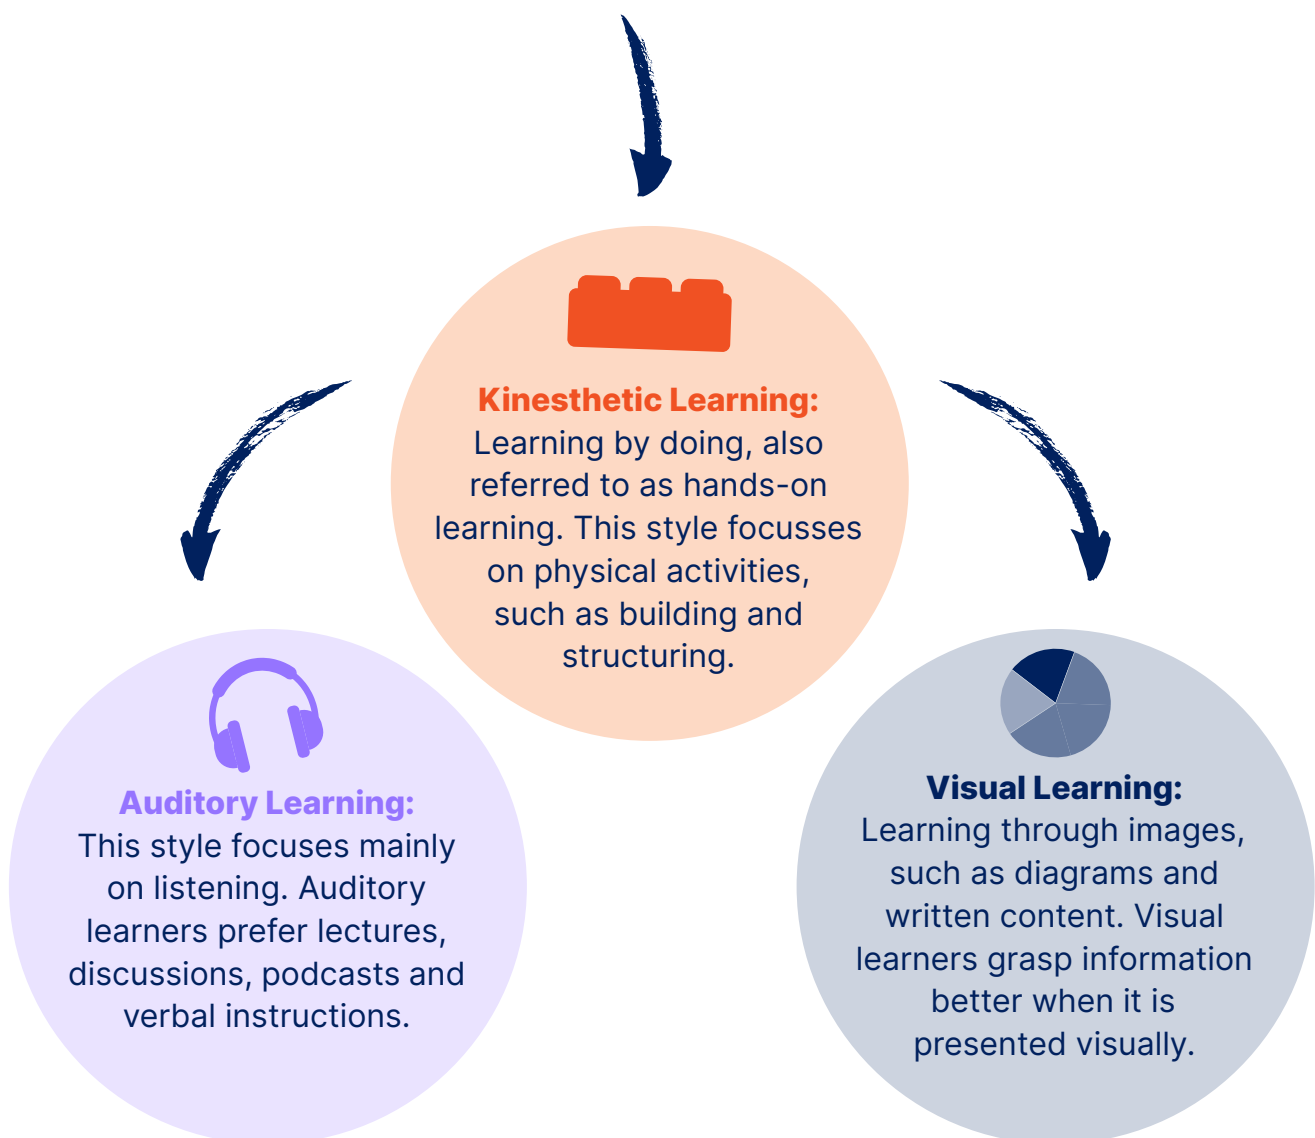 Kinesthetic Learning:
Learning by doing, also
referred to as hands-on
learning. This style focusses
on physical activities,
such as building and
structuring.
Auditory Learning:
This style focuses mainly
on listening. Auditory
learners prefer lectures,
discussions, podcasts and
verbal instructions.
Visual Learning:
Learning through images,
such as diagrams and
written content. Visual
learners grasp information
better when it is
presented visually.